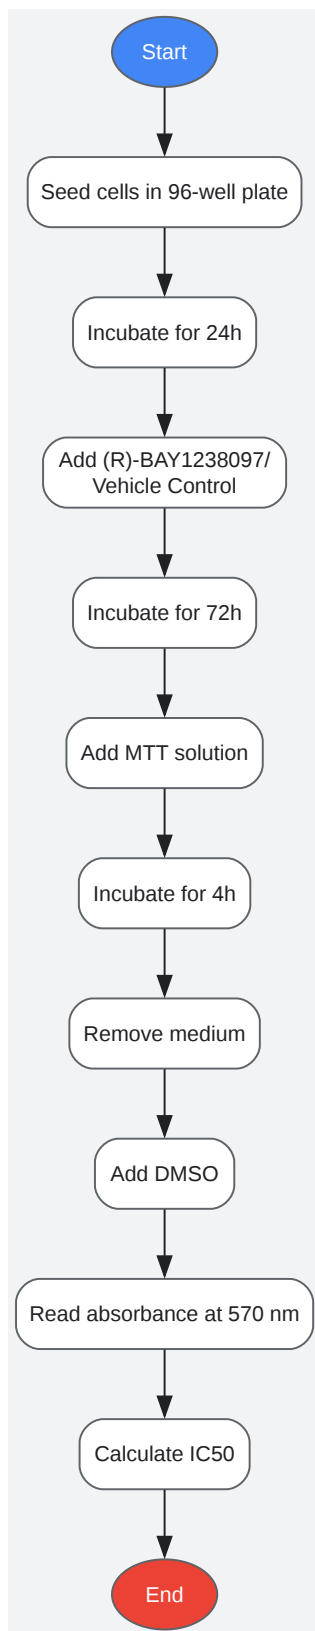 Start
Seed cells in 96-well plate
Incubate for 24h
Add (R)-BAY1238097/
Vehicle Control
Incubate for 72h
Add MTT solution
Incubate for 4h
Remove medium
Add DMSO
Read absorbance at 570 nm
Calculate IC50
End